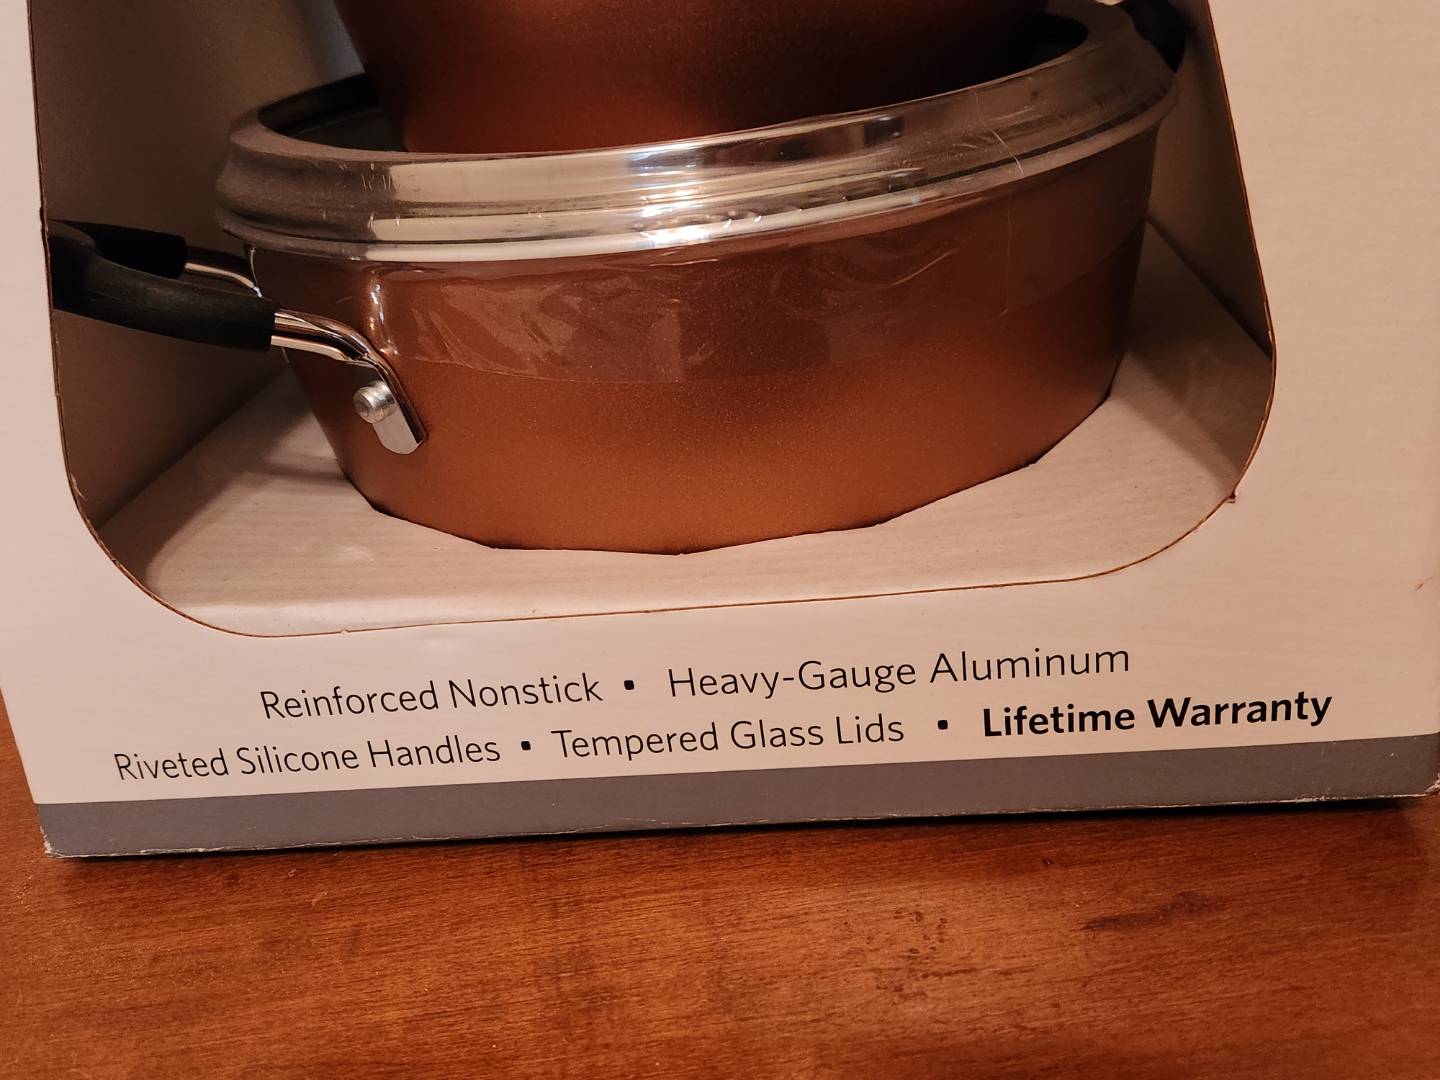 Reinforced Nonstick ▪ Heavy-Gauge Aluminum
Riveted Silicone Handles ▪ Tempered Glass Lids ▪ Lifetime Warranty